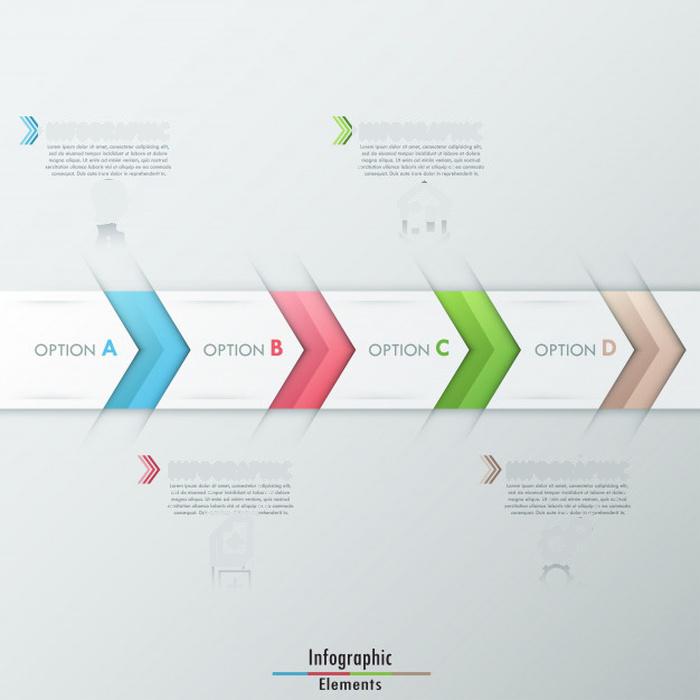 INFOGRAPHIC
Lorem ipsum dolor sit amet, consectetur adipisicing elit,
sed do eiusmod tempor incididunt ut labore et dolore
magna aliqua. Ut enim ad minim veniam, quis nostrud
exercitation ullamco laboris nisi ut aliquip ex ea commodo
consequat. Duis aute irure dolor in reprehenderit in.
INFOGRAPHIC
Lorem ipsum dolor sit amet, consectetur adipisicing elit,
sed do eiusmod tempor incididunt ut labore et dolore
magna aliqua. Ut enim ad minim veniam, quis nostrud
exercitation ullamco laboris nisi ut aliquip ex ea commodo
consequat. Duis aute irure dolor in reprehenderit in.
OPTION A
OPTION B
OPTION C
OPTION D
INFOGRAPHIC
Lorem ipsum dolor sit amet, consectetur adipisicing elit,
sed do eiusmod tempor incididunt ut labore et dolore
magna aliqua. Ut enim ad minim veniam, quis nostrud
exercitation ullamco laboris nisi ut aliquip ex ea commodo
consequat. Duis aute irure dolor in reprehenderit in.
INFOGRAPHIC
Lorem ipsum dolor sit amet, consectetur adipisicing elit,
sed do eiusmod tempor incididunt ut labore et dolore
magna aliqua. Ut enim ad minim veniam, quis nostrud
exercitation ullamco laboris nisi ut aliquip ex ea commodo
consequat. Duis aute irure dolor in reprehenderit in.
Infographic
Elements